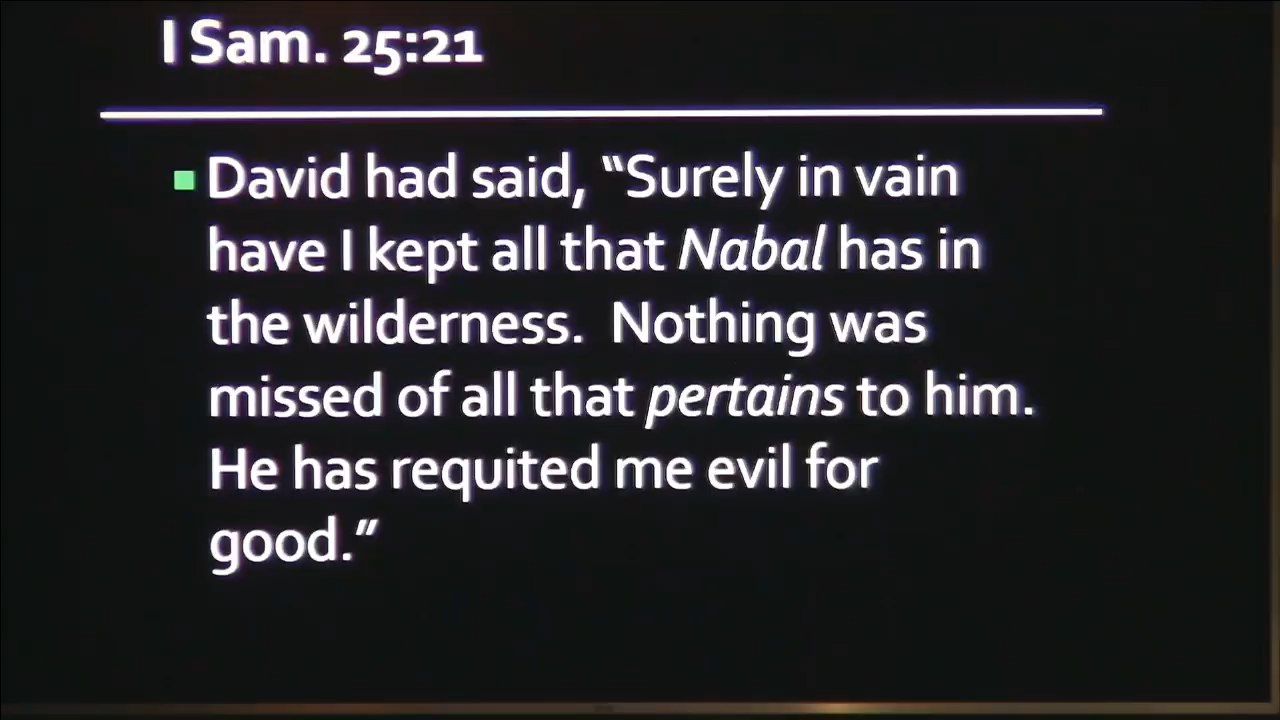 I Sam. 25:21
David had said, “Surely in vain
have I kept all that Nabal has in
the wilderness.  Nothing was
missed of all that pertains to him.
He has requited me evil for
good.”